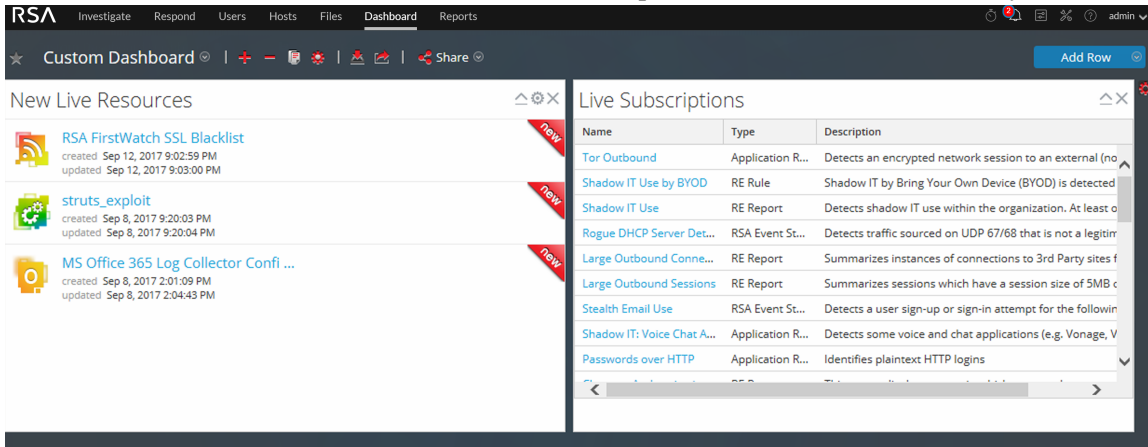 RSA Investigate Respond Users Hosts Files Dashboard Reports 2 admin
Custom Dashboard Share Add Row
New Live Resources
RSA FirstWatch SSL Blacklist
created Sep 12, 2017 9:02:59 PM
updated Sep 12, 2017 9:03:00 PM
new
struts_exploit
created Sep 8, 2017 9:20:03 PM
updated Sep 8, 2017 9:20:04 PM
new
MS Office 365 Log Collector Confi ...
created Sep 8, 2017 2:01:09 PM
updated Sep 8, 2017 2:04:43 PM
new
Live Subscriptions
Name Type Description
Tor Outbound Application R... Detects an encrypted network session to an external (no
Shadow IT Use by BYOD RE Rule Shadow IT by Bring Your Own Device (BYOD) is detected
Shadow IT Use RE Report Detects shadow IT use within the organization. At least o
Rogue DHCP Server Det... RSA Event St... Detects traffic sourced on UDP 67/68 that is not a legitim
Large Outbound Conne... RE Report Summarizes instances of connections to 3rd Party sites f
Large Outbound Sessions RE Report Summarizes sessions which have a session size of 5MB o
Stealth Email Use RSA Event St... Detects a user sign-up or sign-in attempt for the followin
Shadow IT: Voice Chat A... Application R... Detects some voice and chat applications (e.g. Vonage, V
Passwords over HTTP Application R... Identifies plaintext HTTP logins